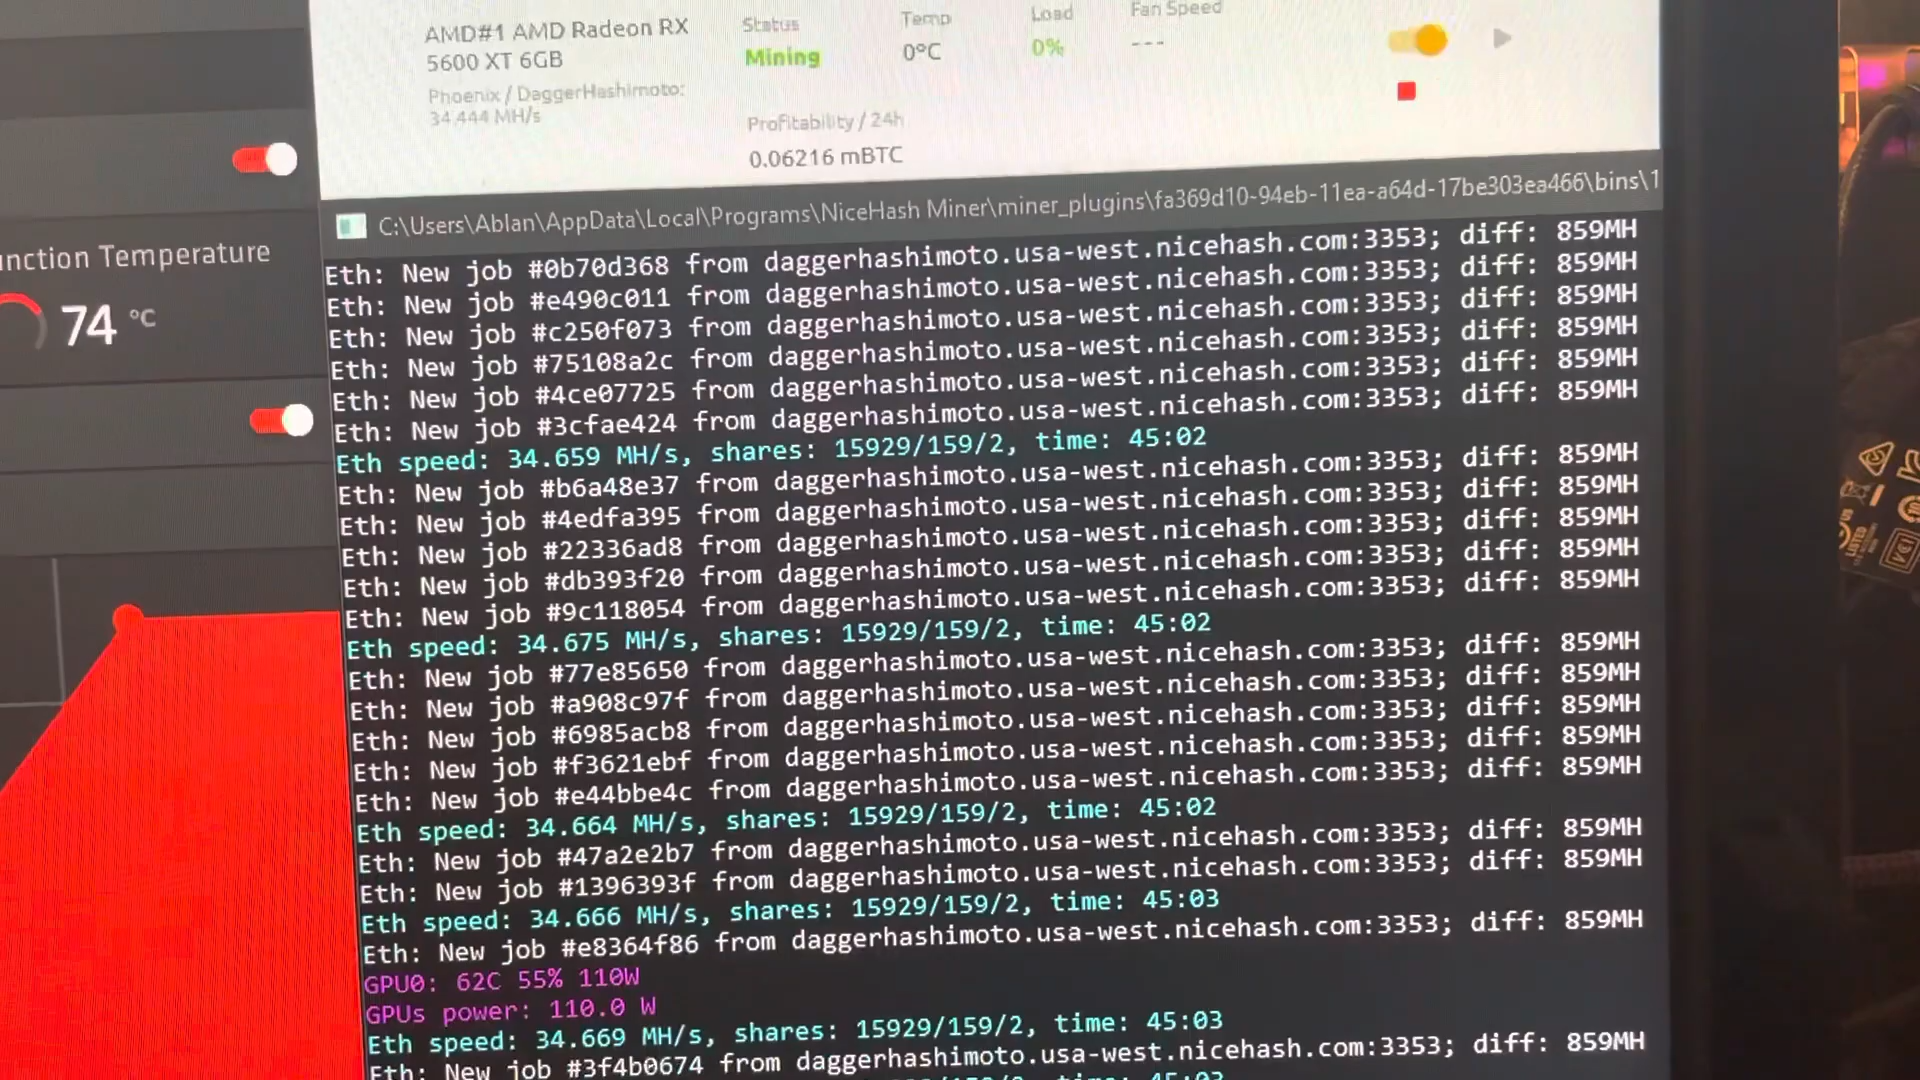 AMD#1 AMD Radeon RX
5600 XT 6GB
Phoenix / DaggerHashimoto:
34.444 MH/s
Status
Mining
Temp
0°C
Load
0%
Fan Speed
---
Profitability / 24h
0.06216 mBTC
unction Temperature
74 °C
C:\Users\Ablan\AppData\Local\Programs\NiceHash Miner\miner_plugins\fa369d10-94eb-11ea-a64d-17be303ea466\bins\1
Eth: New job #0b70d368 from daggerhashimoto.usa-west.nicehash.com:3353; diff: 859MH
Eth: New job #e490c011 from daggerhashimoto.usa-west.nicehash.com:3353; diff: 859MH
Eth: New job #c250f073 from daggerhashimoto.usa-west.nicehash.com:3353; diff: 859MH
Eth: New job #75108a2c from daggerhashimoto.usa-west.nicehash.com:3353; diff: 859MH
Eth: New job #4ce07725 from daggerhashimoto.usa-west.nicehash.com:3353; diff: 859MH
Eth: New job #3cfae424 from daggerhashimoto.usa-west.nicehash.com:3353; diff: 859MH
Eth speed: 34.659 MH/s, shares: 15929/159/2, time: 45:02
Eth: New job #b6a48e37 from daggerhashimoto.usa-west.nicehash.com:3353; diff: 859MH
Eth: New job #4edfa395 from daggerhashimoto.usa-west.nicehash.com:3353; diff: 859MH
Eth: New job #22336ad8 from daggerhashimoto.usa-west.nicehash.com:3353; diff: 859MH
Eth: New job #db393f20 from daggerhashimoto.usa-west.nicehash.com:3353; diff: 859MH
Eth: New job #9c118054 from daggerhashimoto.usa-west.nicehash.com:3353; diff: 859MH
Eth speed: 34.675 MH/s, shares: 15929/159/2, time: 45:02
Eth: New job #77e85650 from daggerhashimoto.usa-west.nicehash.com:3353; diff: 859MH
Eth: New job #a908c97f from daggerhashimoto.usa-west.nicehash.com:3353; diff: 859MH
Eth: New job #6985acb8 from daggerhashimoto.usa-west.nicehash.com:3353; diff: 859MH
Eth: New job #f3621ebf from daggerhashimoto.usa-west.nicehash.com:3353; diff: 859MH
Eth: New job #e44bbe4c from daggerhashimoto.usa-west.nicehash.com:3353; diff: 859MH
Eth speed: 34.664 MH/s, shares: 15929/159/2, time: 45:02
Eth: New job #47a2e2b7 from daggerhashimoto.usa-west.nicehash.com:3353; diff: 859MH
Eth: New job #1396393f from daggerhashimoto.usa-west.nicehash.com:3353; diff: 859MH
Eth speed: 34.666 MH/s, shares: 15929/159/2, time: 45:03
Eth: New job #e8364f86 from daggerhashimoto.usa-west.nicehash.com:3353; diff: 859MH
GPU0: 62C 55% 110W
GPUs power: 110.0 W
Eth speed: 34.669 MH/s, shares: 15929/159/2, time: 45:03
Eth: New job #3f4b0674 from daggerhashimoto.usa-west.nicehash.com:3353; diff: 859MH
LISTED